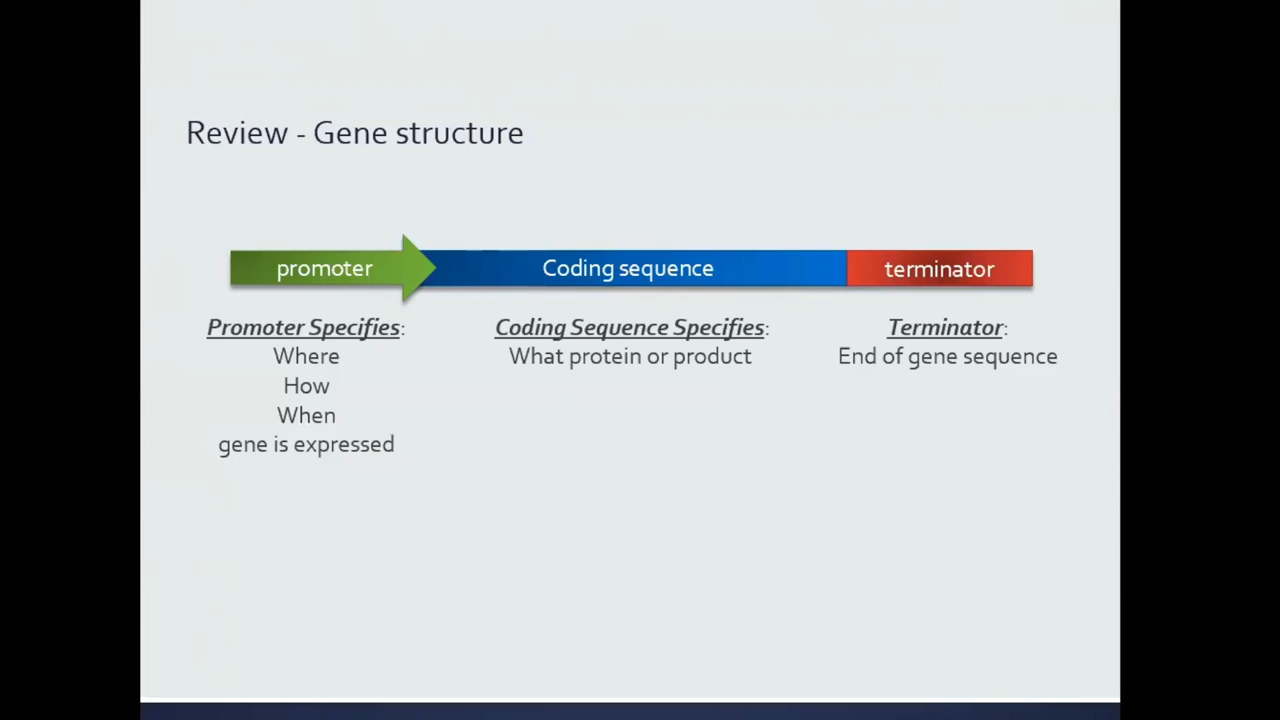 Review - Gene structure
promoter
Coding sequence
terminator
Promoter Specifies:
Where
How
When
gene is expressed
Coding Sequence Specifies:
What protein or product
Terminator:
End of gene sequence